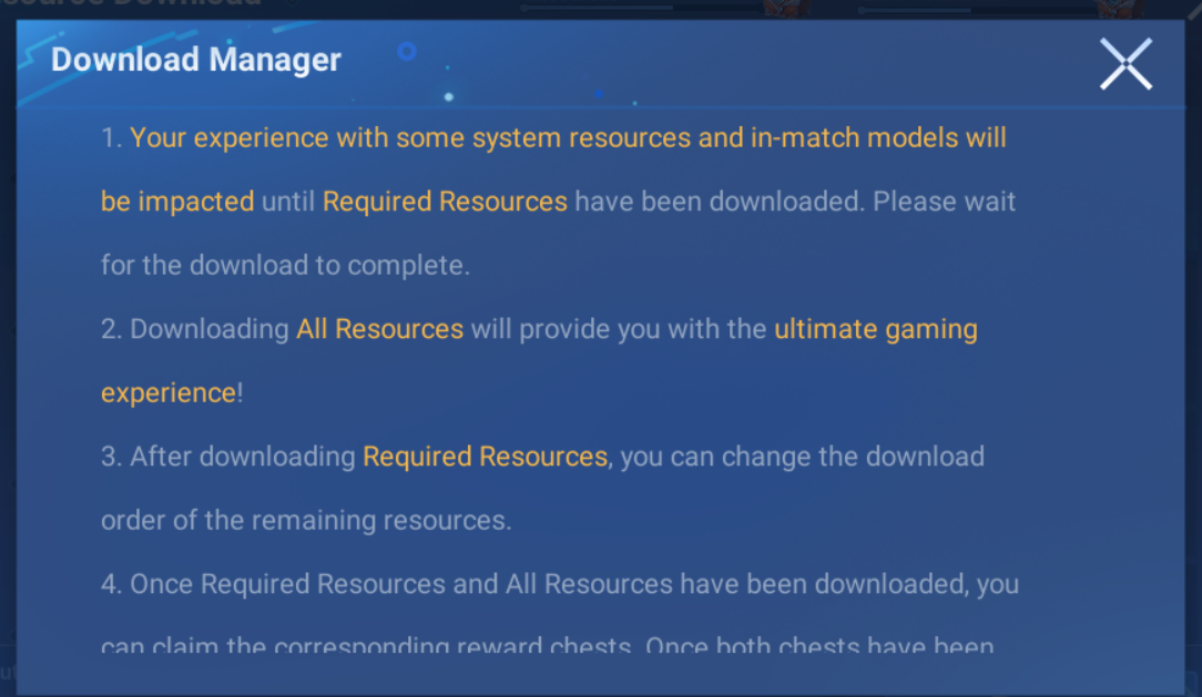 Download Manager
1. Your experience with some system resources and in-match models will
be impacted until Required Resources have been downloaded. Please wait
for the download to complete.
2. Downloading All Resources will provide you with the ultimate gaming
experience!
3. After downloading Required Resources, you can change the download
order of the remaining resources.
4. Once Required Resources and All Resources have been downloaded, you
can claim the corresponding reward chests. Once both chests have been